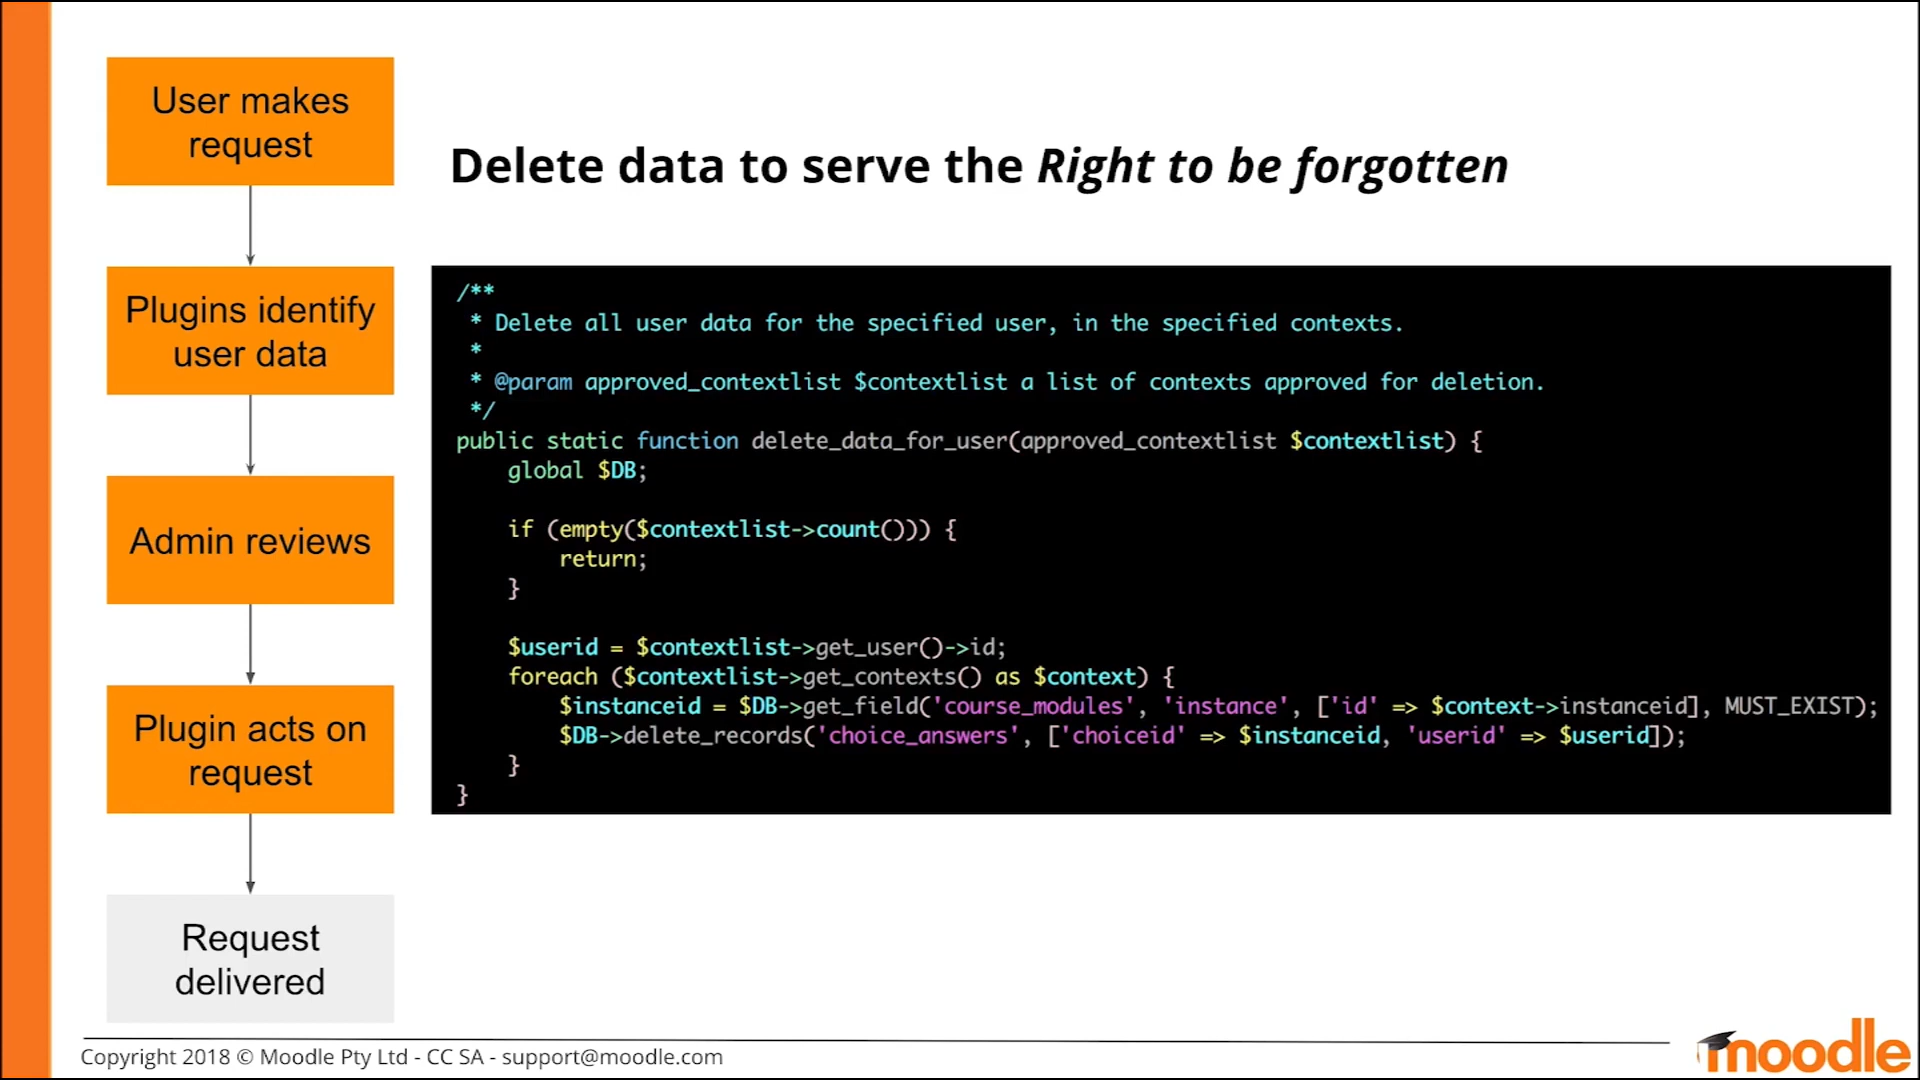 User makes
request
Plugins identify
user data
Admin reviews
Plugin acts on
request
Request
delivered
Delete data to serve the Right to be forgotten
/**
 * Delete all user data for the specified user, in the specified contexts.
 *
 * @param approved_contextlist $contextlist a list of contexts approved for deletion.
 */
public static function delete_data_for_user(approved_contextlist $contextlist) {
    global $DB;

    if (empty($contextlist->count())) {
        return;
    }

    $userid = $contextlist->get_user()->id;
    foreach ($contextlist->get_contexts() as $context) {
        $instanceid = $DB->get_field('course_modules', 'instance', ['id' => $context->instanceid], MUST_EXIST);
        $DB->delete_records('choice_answers', ['choiceid' => $instanceid, 'userid' => $userid]);
    }
}
Copyright 2018 © Moodle Pty Ltd - CC SA - support@moodle.com
moodle